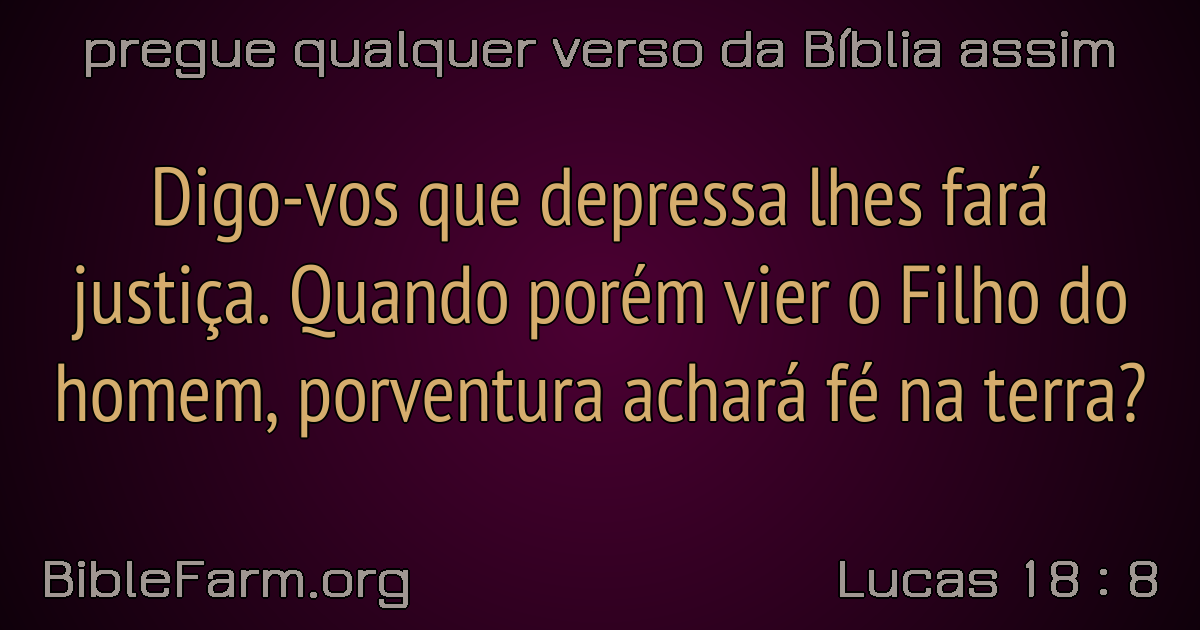 pregue qualquer verso da Bíblia assim
Digo-vos que depressa lhes fará
justiça. Quando porém vier o Filho do
homem, porventura achará fé na terra?
BibleFarm.org
Lucas 18 : 8